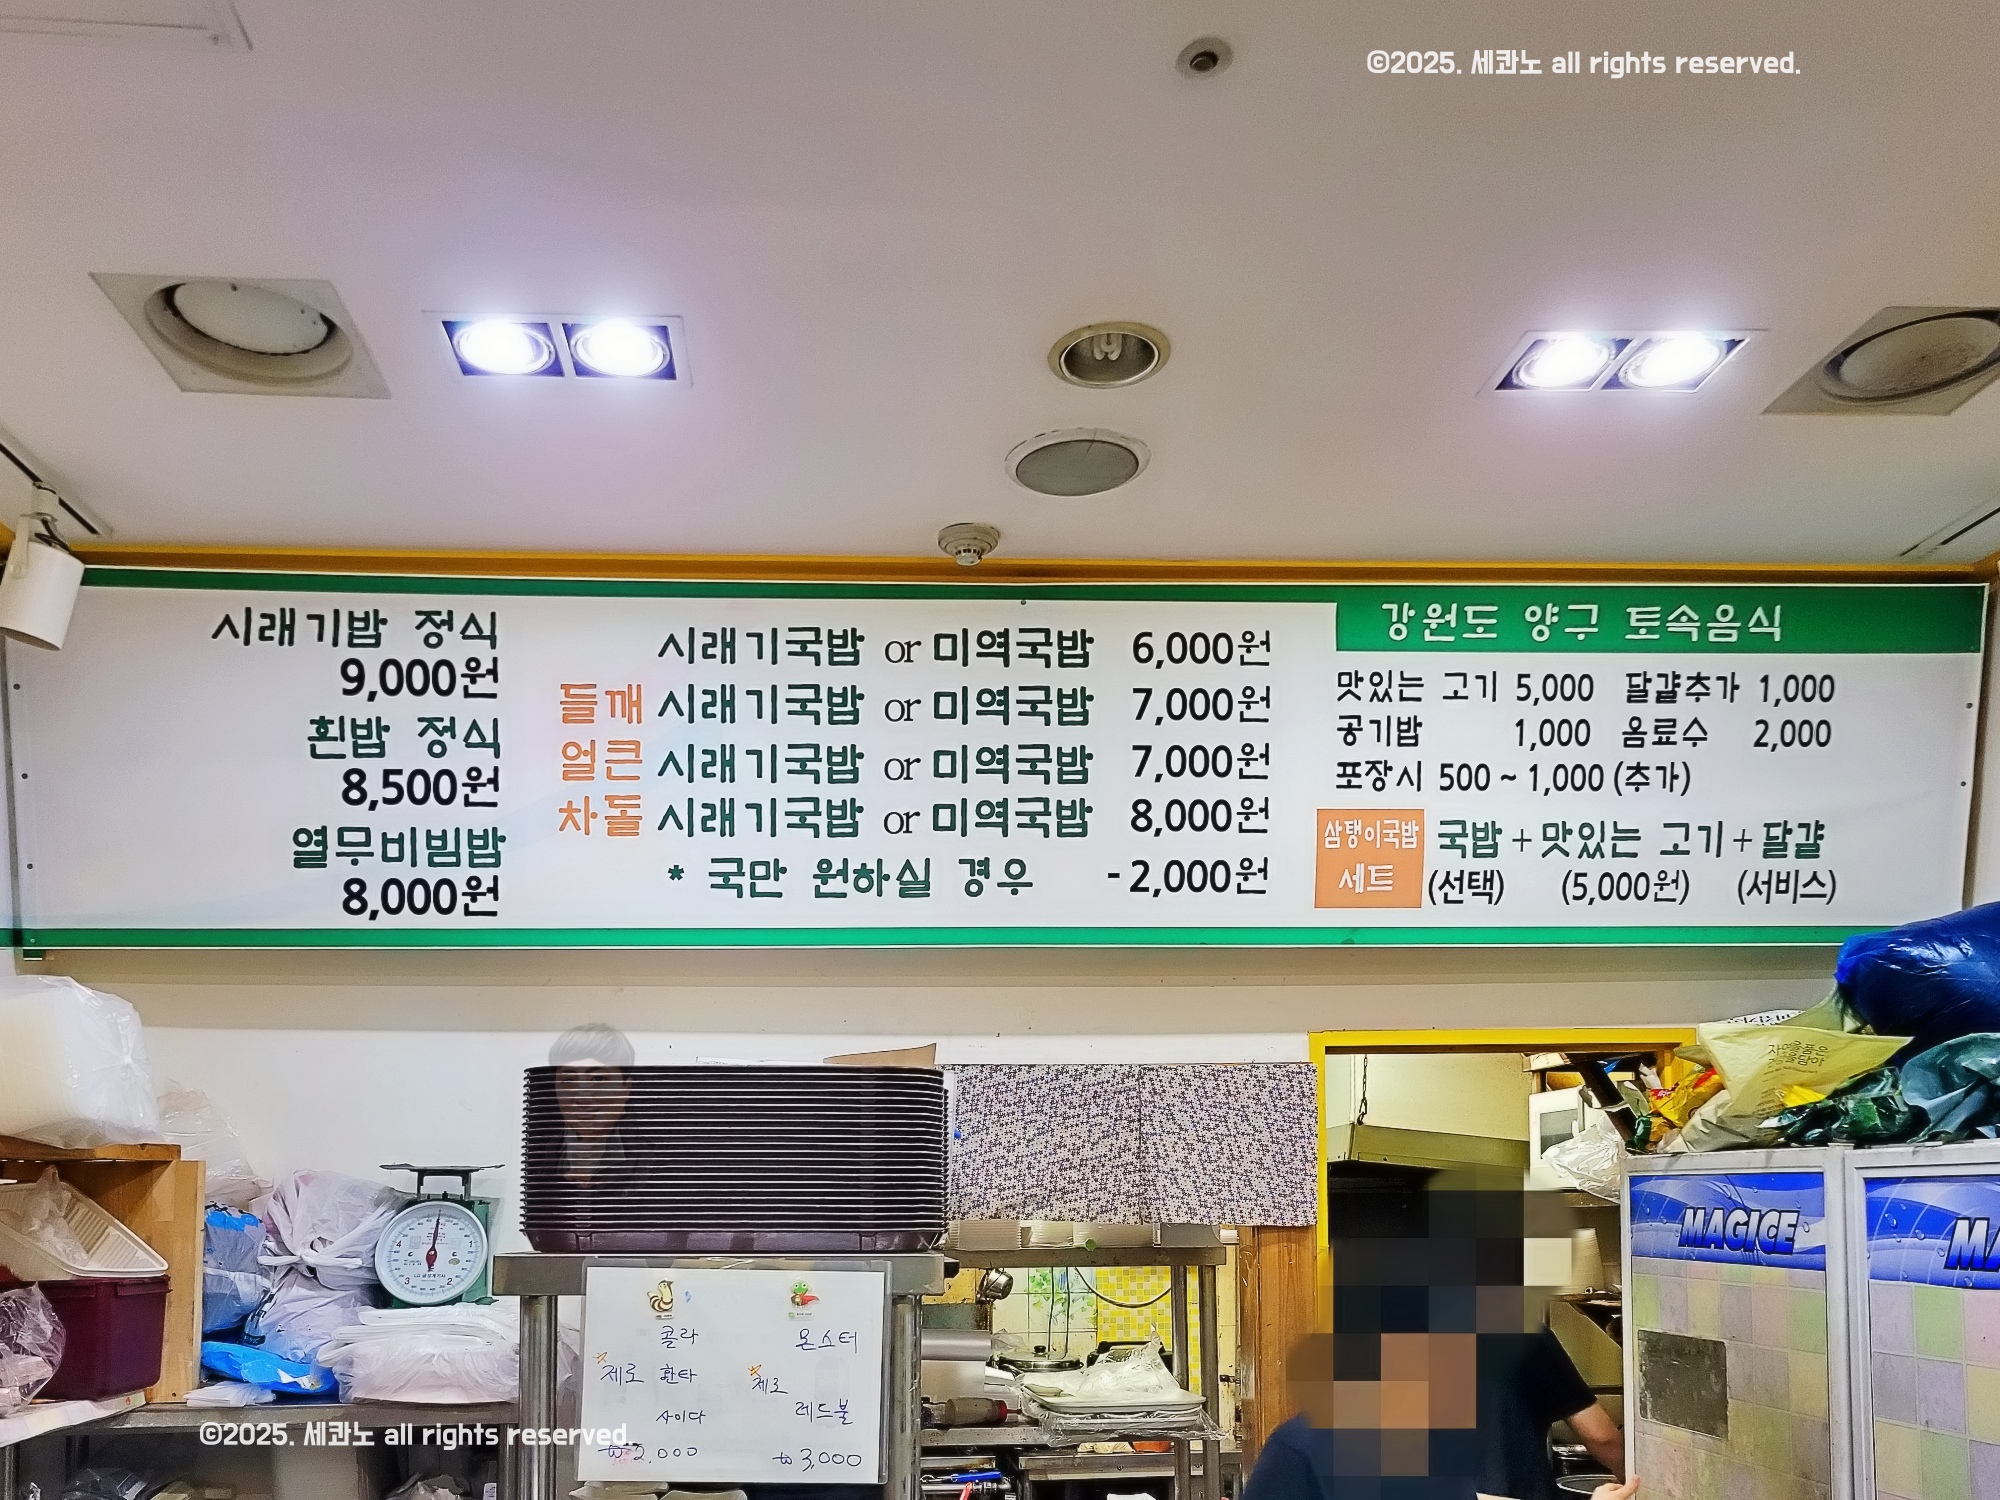 ©2025. 세콰노 all rights reserved.
시래기밥 정식
9,000원
흰밥 정식
8,500원
열무비빔밥
8,000원
시래기국밥 or 미역국밥 6,000원
들깨 시래기국밥 or 미역국밥 7,000원
얼큰 시래기국밥 or 미역국밥 7,000원
차돌 시래기국밥 or 미역국밥 8,000원
* 국만 원하실 경우 -2,000원
강원도 양구 토속음식
맛있는 고기 5,000 달걀추가 1,000
공기밥 1,000 음료수 2,000
포장시 500 ~ 1,000 (추가)
삼탱이국밥
세트
국밥 + 맛있는 고기 + 달걀
(선택) (5,000원) (서비스)
MAGICE
콜라
제로 환타
사이다
₩2,000
몬스터
제로
레드불
₩3,000
©2025. 세콰노 all rights reserved.